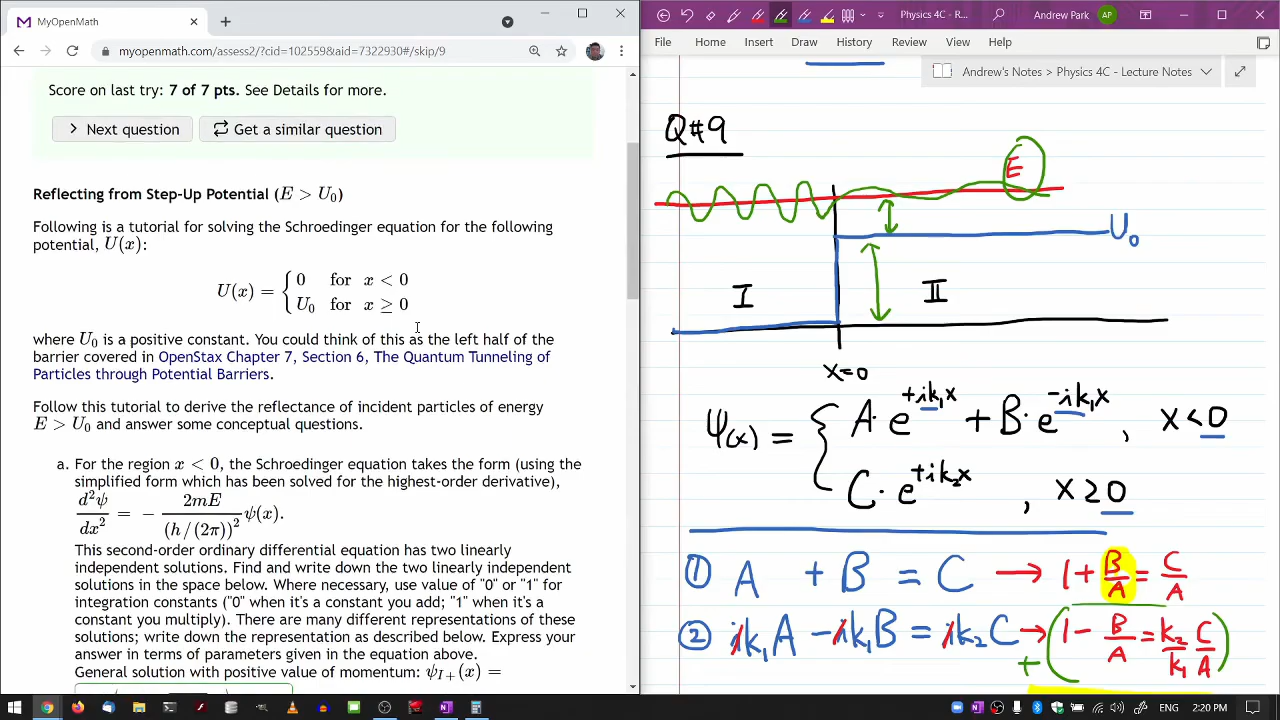 MyOpenMath
myopenmath.com/assess2/?cid=102559&aid=7322930#/skip/9
Score on last try: 7 of 7 pts. See Details for more.
Next question
Get a similar question
Reflecting from Step-Up Potential (E > U₀)
Following is a tutorial for solving the Schroedinger equation for the following
potential, U(x):
U(x) = { 0 for x < 0
U₀ for x ≥ 0
where U₀ is a positive constant. You could think of this as the left half of the
barrier covered in OpenStax Chapter 7, Section 6, The Quantum Tunneling of
Particles through Potential Barriers.
Follow this tutorial to derive the reflectance of incident particles of energy
E > U₀ and answer some conceptual questions.
a. For the region x < 0, the Schroedinger equation takes the form (using the
simplified form which has been solved for the highest-order derivative),
d²ψ/dx² = − 2mE/(h/(2π))² ψ(x).
This second-order ordinary differential equation has two linearly
independent solutions. Find and write down the two linearly independent
solutions in the space below. Where necessary, use value of "0" or "1" for
integration constants ("0" when it's a constant you add; "1" when it's a
constant you multiply). There are many different representations of these
solutions; write down the representation as described below. Express your
answer in terms of parameters given in the equation above.
General solution with positive value of momentum: ψ_I+(x) =
Physics 4C - R...
Andrew Park
AP
File Home Insert Draw History Review View Help
Andrew's Notes > Physics 4C - Lecture Notes
Q#9
E
U₀
I
II
x=0
ψ(x) = { A·e^(+ik₁x) + B·e^(-ik₁x) , x<0
C·e^(+ik₂x) , x≥0
① A + B = C → 1 + B/A = C/A
② ik₁A − ik₁B = ik₂C → 1 − B/A = k₂/k₁ C/A
+
ENG 2:20 PM